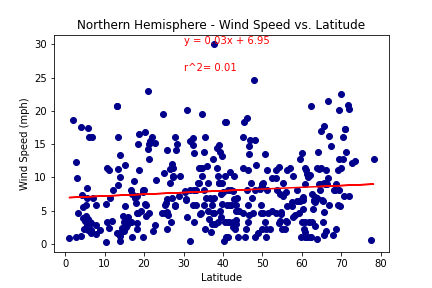 Northern Hemisphere - Wind Speed vs. Latitude
y = 0.03x + 6.95
r^2= 0.01
Wind Speed (mph)
30
25
20
15
10
5
0
0 10 20 30 40 50 60 70 80
Latitude